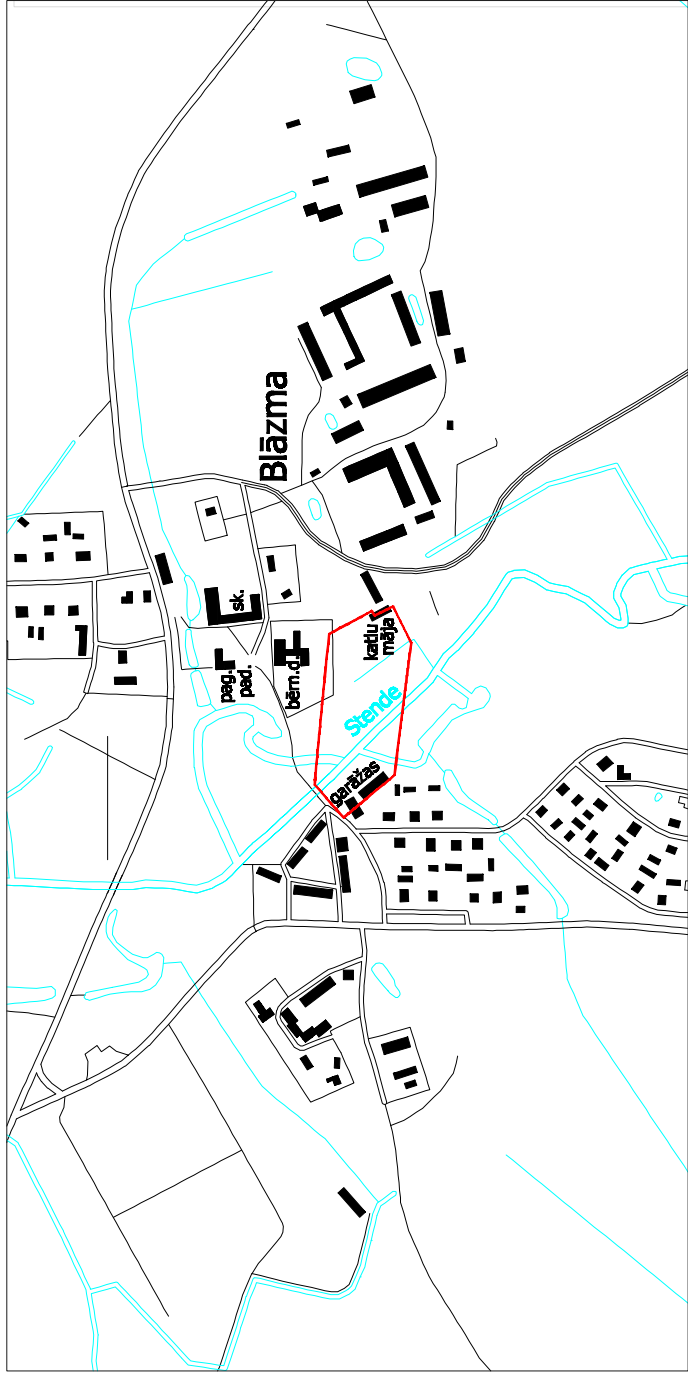 Blāzma
sk.
pag.
pad.
bērn.d.
katlu
māja
Stende
garāžas